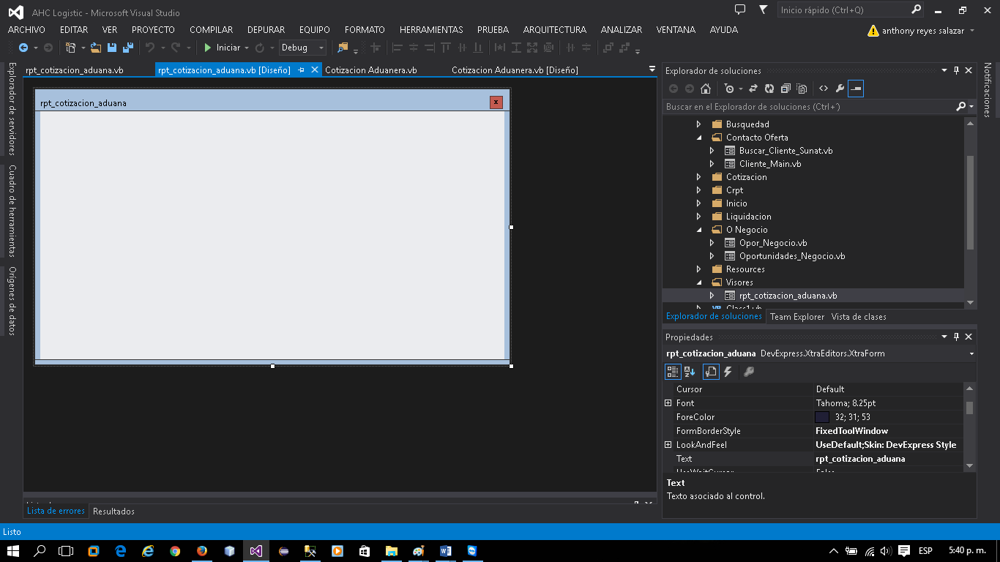 AHC Logistic - Microsoft Visual Studio
Inicio rápido (Ctrl+Q)
ARCHIVO EDITAR VER PROYECTO COMPILAR DEPURAR EQUIPO FORMATO HERRAMIENTAS PRUEBA ARQUITECTURA ANALIZAR VENTANA AYUDA
anthony reyes salazar
Iniciar
Debug
Explorador de servidores
Cuadro de herramientas
Orígenes de datos
rpt_cotizacion_aduana.vb
rpt_cotizacion_aduana.vb [Diseño]
Cotizacion Aduanera.vb
Cotizacion Aduanera.vb [Diseño]
rpt_cotizacion_aduana
Explorador de soluciones
Buscar en el Explorador de soluciones (Ctrl+´)
Busquedad
Contacto Oferta
Buscar_Cliente_Sunat.vb
Cliente_Main.vb
Cotizacion
Crpt
Inicio
Liquidacion
O Negocio
Opor_Negocio.vb
Oportunidades_Negocio.vb
Resources
Visores
rpt_cotizacion_aduana.vb
Class1.vb
Explorador de soluciones Team Explorer Vista de clases
Notificaciones
Propiedades
rpt_cotizacion_aduana DevExpress.XtraEditors.XtraForm
Cursor Default
Font Tahoma; 8.25pt
ForeColor 32; 31; 53
FormBorderStyle FixedToolWindow
LookAndFeel UseDefault;Skin: DevExpress Style
Text rpt_cotizacion_aduana
UseWaitCursor False
Text
Texto asociado al control.
Lista de errores Resultados
Listo
ESP
5:40 p. m.